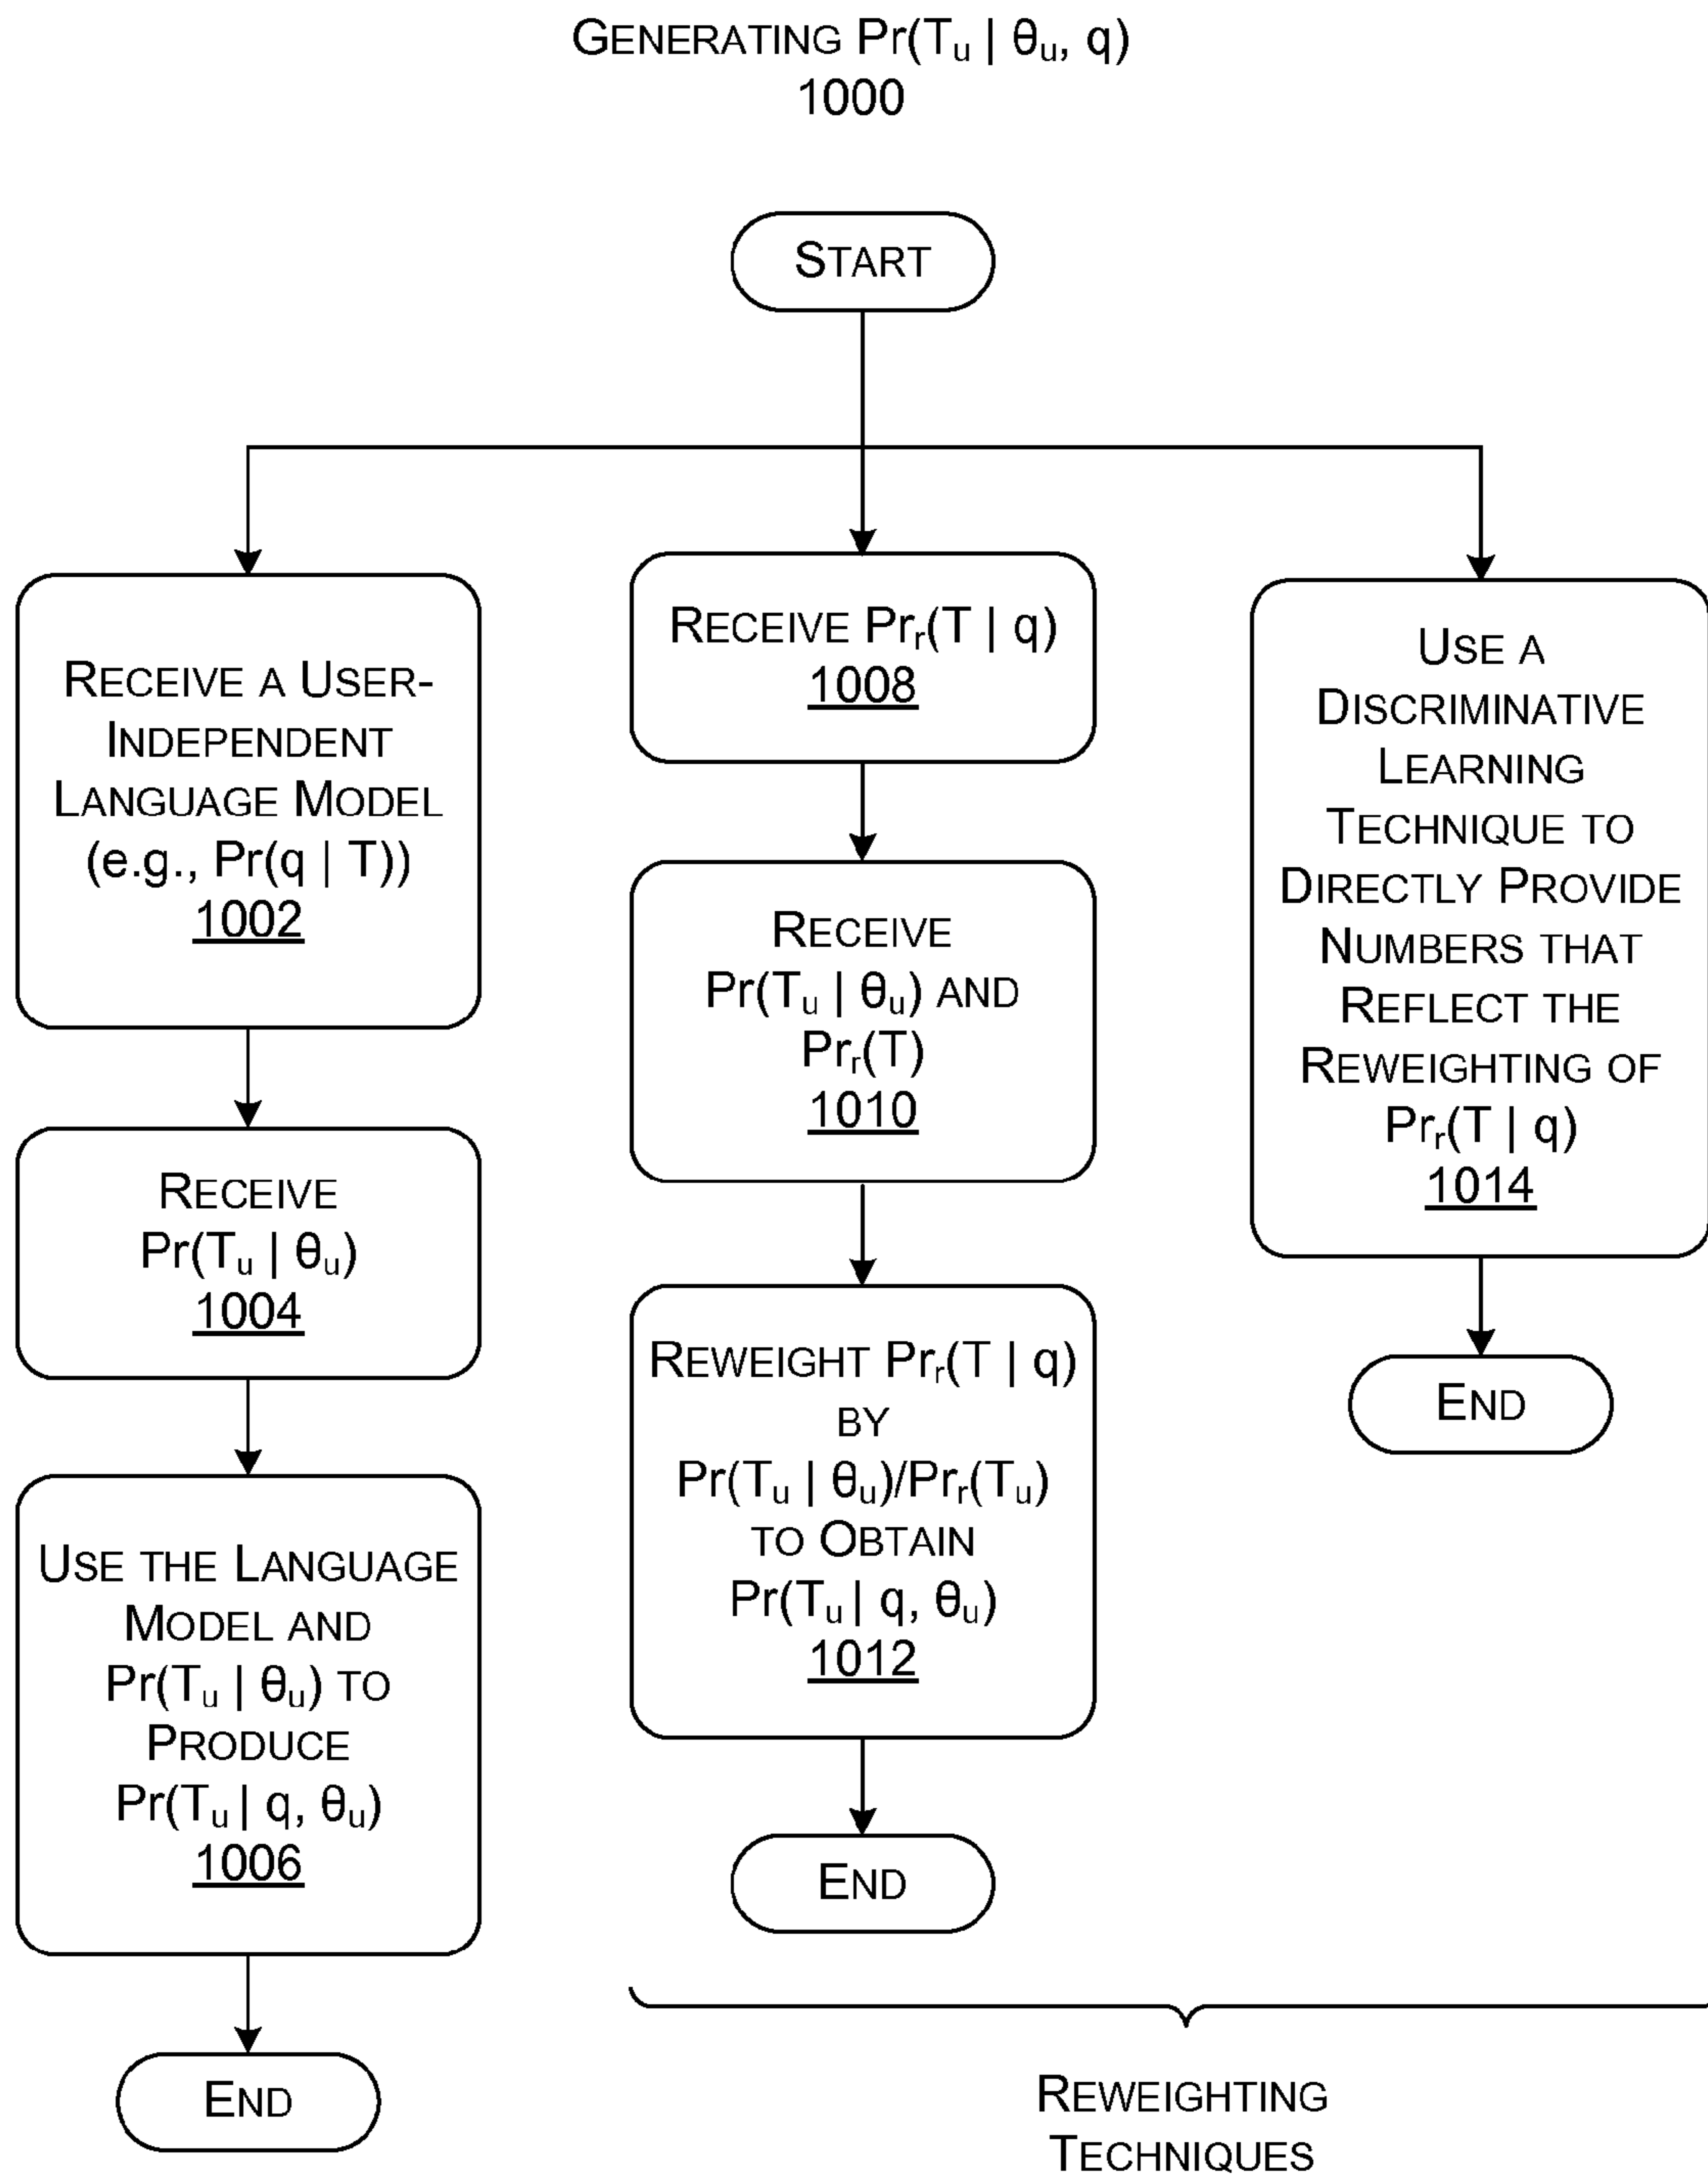 GENERATING Pr(Tᵤ | θᵤ, q)
1000
START
RECEIVE A USER-
INDEPENDENT
LANGUAGE MODEL
(e.g., Pr(q | T))
1002
RECEIVE
Pr(Tᵤ | θᵤ)
1004
USE THE LANGUAGE
MODEL AND
Pr(Tᵤ | θᵤ) TO
PRODUCE
Pr(Tᵤ | q, θᵤ)
1006
END
RECEIVE Prᵣ(T | q)
1008
RECEIVE
Pr(Tᵤ | θᵤ) AND
Prᵣ(T)
1010
REWEIGHT Prᵣ(T | q)
BY
Pr(Tᵤ | θᵤ)/Prᵣ(Tᵤ)
TO OBTAIN
Pr(Tᵤ | q, θᵤ)
1012
END
USE A
DISCRIMINATIVE
LEARNING
TECHNIQUE TO
DIRECTLY PROVIDE
NUMBERS THAT
REFLECT THE
REWEIGHTING OF
Prᵣ(T | q)
1014
END
REWEIGHTING
TECHNIQUES